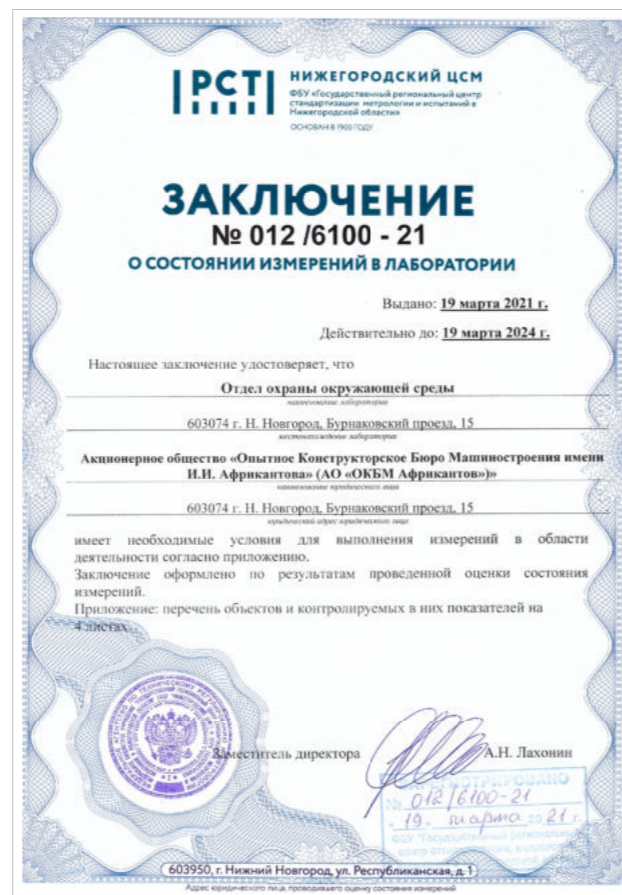 РСТ
НИЖЕГОРОДСКИЙ ЦСМ
ФБУ «Государственный региональный центр
стандартизации метрологии и испытаний в
Нижегородской области»
ОСНОВАН В 1900 ГОДУ
ЗАКЛЮЧЕНИЕ
№ 012 /6100 - 21
О СОСТОЯНИИ ИЗМЕРЕНИЙ В ЛАБОРАТОРИИ
Выдано: 19 марта 2021 г.
Действительно до: 19 марта 2024 г.
Настоящее заключение удостоверяет, что
Отдел охраны окружающей среды
наименование лаборатории
603074 г. Н. Новгород, Бурнаковский проезд, 15
местонахождение лаборатории
Акционерное общество «Опытное Конструкторское Бюро Машиностроения имени
И.И. Африкантова» (АО «ОКБМ Африкантов»)»
наименование юридического лица
603074 г. Н. Новгород, Бурнаковский проезд, 15
юридический адрес юридического лица
имеет необходимые условия для выполнения измерений в области
деятельности согласно приложению.
Заключение оформлено по результатам проведенной оценки состояния
измерений.
Приложение: перечень объектов и контролируемых в них показателей на
4 листах.
Заместитель директора
А.Н. Лахонин
ЗАРЕГИСТРИРОВАНО
№ 012/6100-21
19. марта 2021 г.
ФБУ "Государственный региональный
603950, г. Нижний Новгород, ул. Республиканская, д. 1
Адрес юридического лица, проводившего оценку состояния измерений